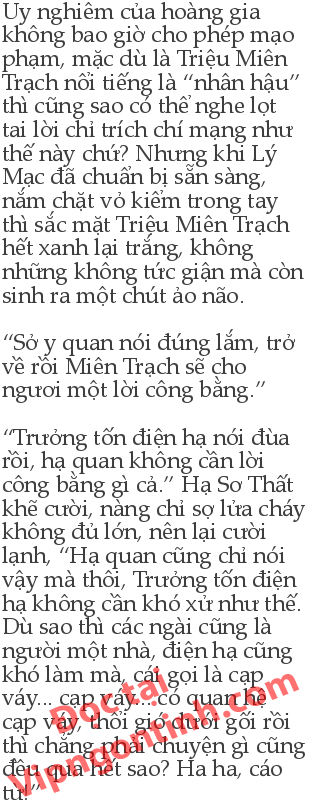 Uy nghiêm của hoàng gia
không bao giờ cho phép mạo
phạm, mặc dù là Triệu Miên
Trạch nổi tiếng là “nhân hậu”
thì cũng sao có thể nghe lọt
tai lời chỉ trích chí mạng như
thế này chứ? Nhưng khi Lý
Mạc đã chuẩn bị sẵn sàng,
nắm chặt vỏ kiểm trong tay
thì sắc mặt Triệu Miên Trạch
hết xanh lại trắng, không
những không tức giận mà còn
sinh ra một chút ảo não.
“Sở y quan nói đúng lắm, trở
về rồi Miên Trạch sẽ cho
ngươi một lời công bằng.”
“Trưởng tốn điện hạ nói đùa
rồi, hạ quan không cần lời
công bằng gì cả.” Hạ Sơ Thất
khẽ cười, nàng chỉ sợ lửa cháy
không đủ lớn, nên lại cười
lạnh, “Hạ quan cũng chỉ nói
vậy mà thôi, Trưởng tốn điện
hạ không cần khó xử như thế.
Dù sao thì các ngài cũng là
người một nhà, điện hạ cũng
khó làm mà, cái gọi là cạp
váy... cạp váy... có quan hệ
cạp váy, thổi gió dưới gối rồi
thì chẳng phải chuyện gì cũng
đều qua hết sao? Ha ha, cáo
từ!”
Đọc tại
Vipngontinh.com